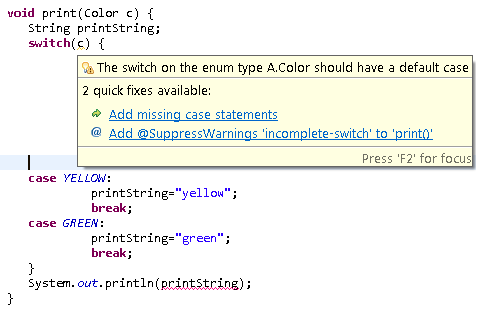 void print(Color c) {
String printString;
switch(c) {
The switch on the enum type A.Color should have a default case
2 quick fixes available:
Add missing case statements
@ Add @SuppressWarnings 'incomplete-switch' to 'print()'
Press 'F2' for focus
case YELLOW:
printString="yellow";
break;
case GREEN:
printString="green";
break;
}
System.out.println(printString);
}